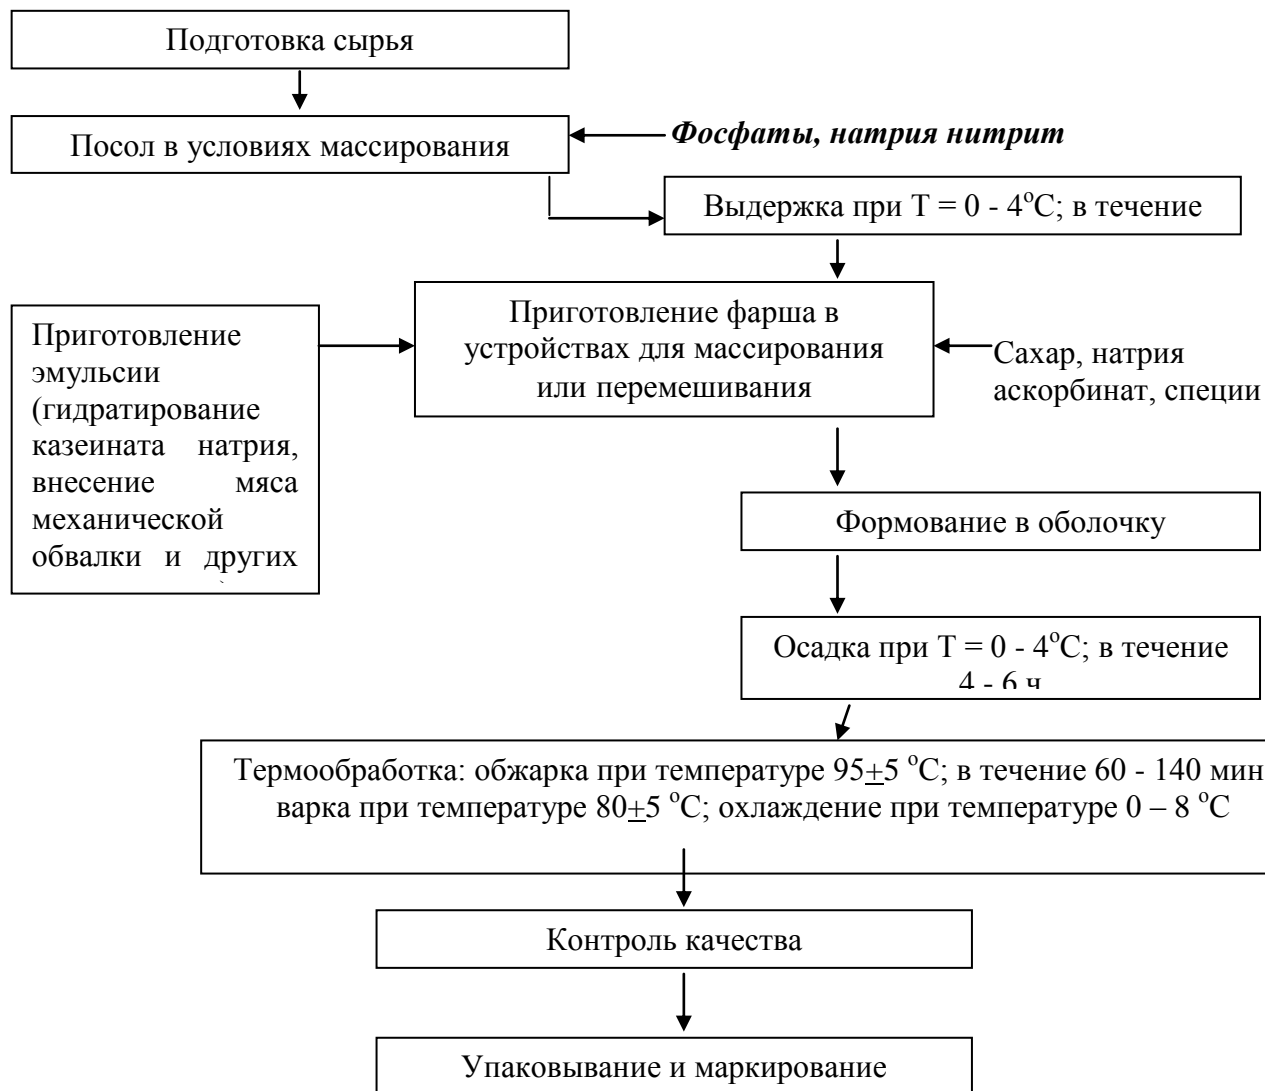 Подготовка сырья
Посол в условиях массирования
Фосфаты, натрия нитрит
Выдержка при T = 0 - 4°C; в течение
Приготовление
эмульсии
(гидратирование
казеината натрия,
внесение мяса
механической
обвалки и других
Приготовление фарша в
устройствах для массирования
или перемешивания
Сахар, натрия
аскорбинат, специи
Формование в оболочку
Осадка при T = 0 - 4°C; в течение
4 - 6 ч
Термообработка: обжарка при температуре 95±5 °C; в течение 60 - 140 мин
варка при температуре 80±5 °C; охлаждение при температуре 0 – 8 °C
Контроль качества
Упаковывание и маркирование